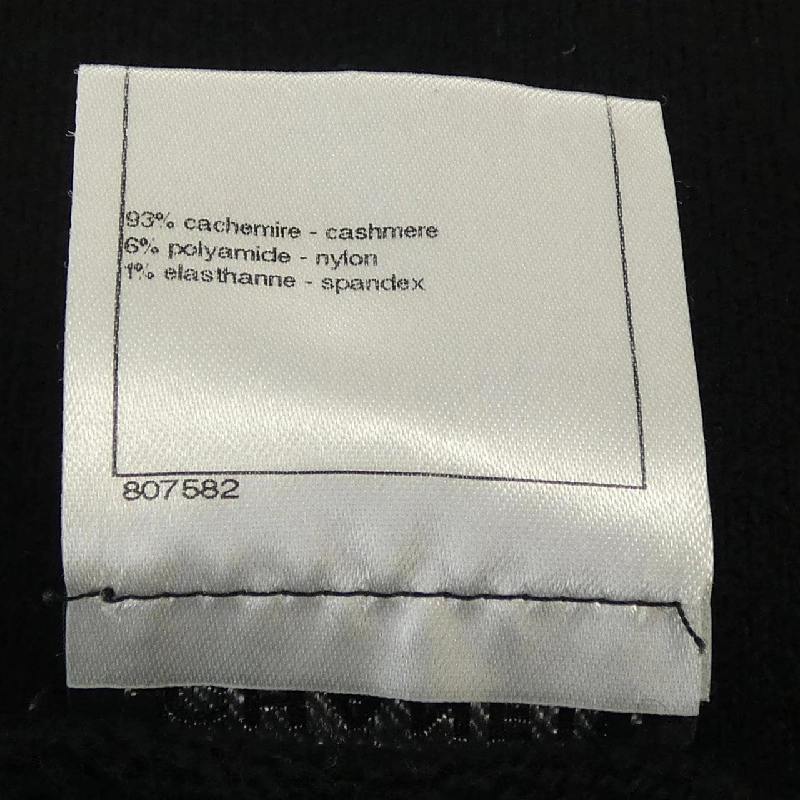 93% cachemire - cashmere
6% polyamide - nylon
1% elasthanne - spandex
807582